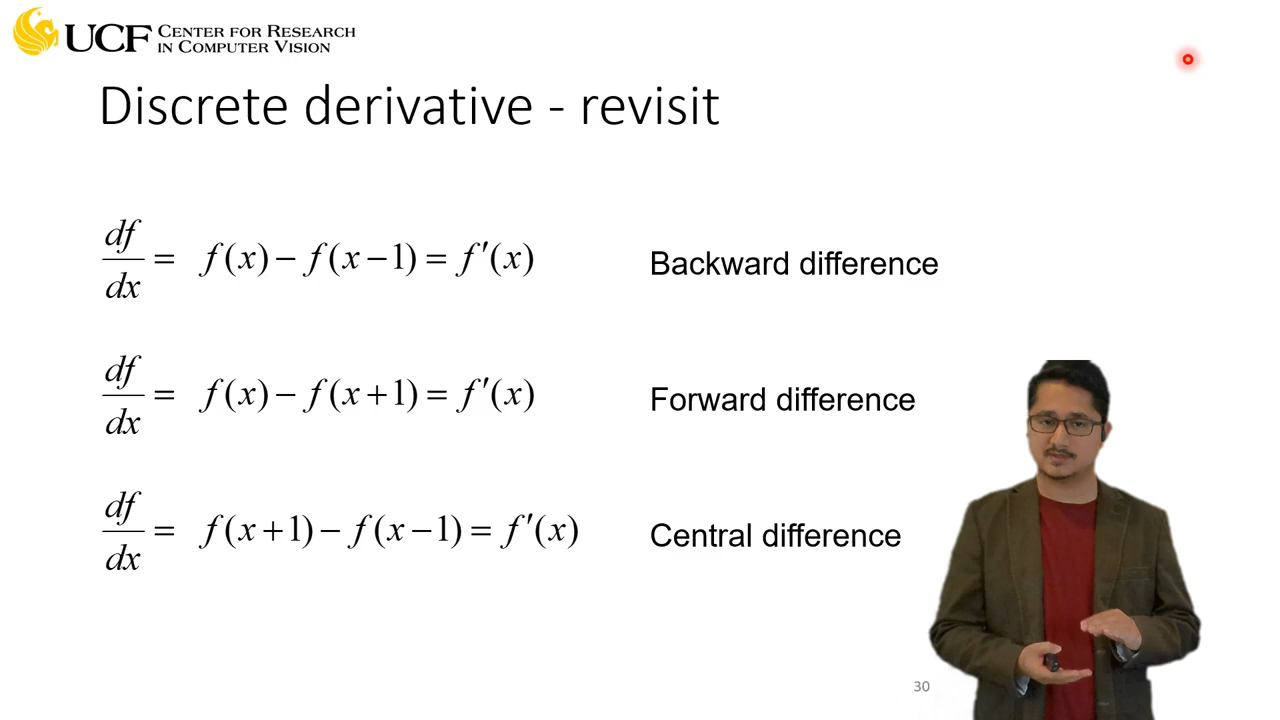 UCF CENTER FOR RESEARCH
IN COMPUTER VISION
Discrete derivative - revisit
df/dx = f(x) − f(x−1) = f′(x) Backward difference
df/dx = f(x) − f(x+1) = f′(x) Forward difference
df/dx = f(x+1) − f(x−1) = f′(x) Central difference
30